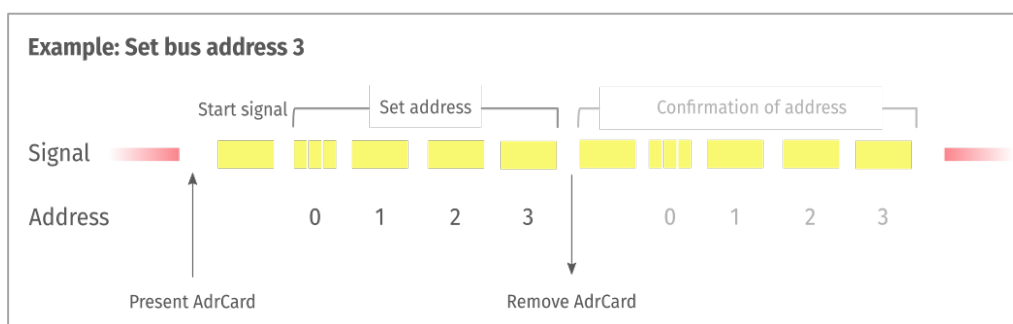 Example: Set bus address 3
Start signal Set address Confirmation of address
Signal
Address 0 1 2 3 0 1 2 3
Present AdrCard Remove AdrCard